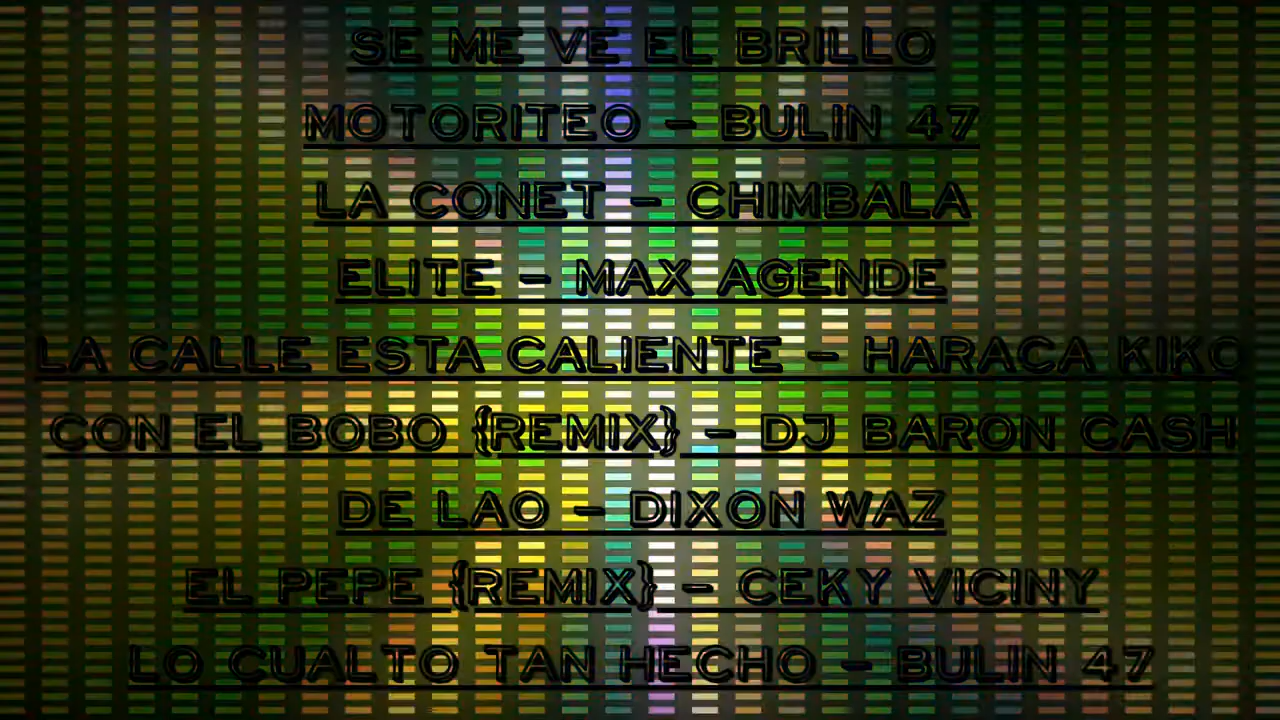 SE ME VE EL BRILLO
MOTORITEO - BULIN 47
LA CONET - CHIMBALA
ELITE - MAX AGENDE
LA CALLE ESTA CALIENTE - HARACA KIKO
CON EL BOBO {REMIX} - DJ BARON CASH
DE LAO - DIXON WAZ
EL PEPE {REMIX} - CEKY VICINY
LO CUALTO TAN HECHO - BULIN 47